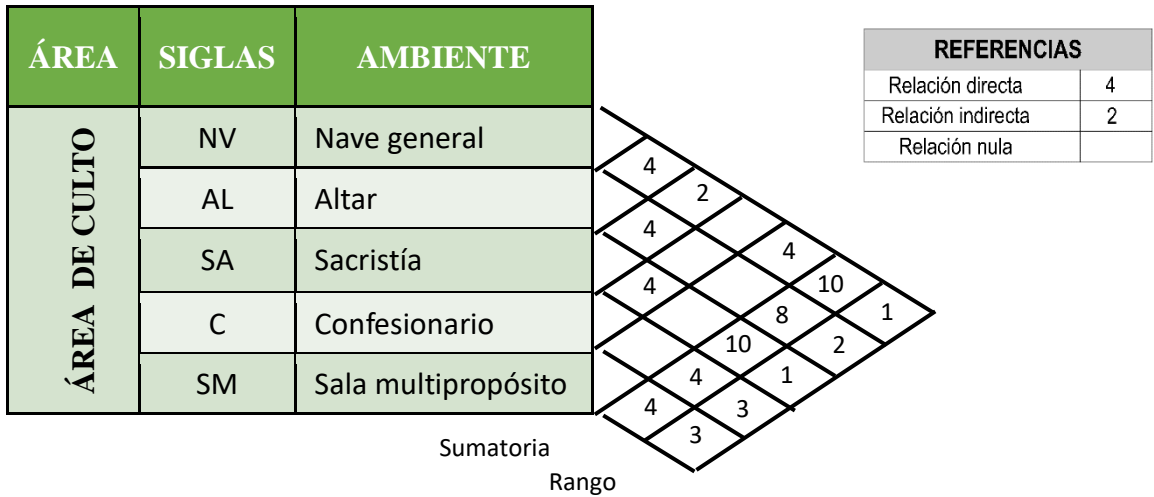 ÁREA SIGLAS AMBIENTE
ÁREA DE CULTO
NV Nave general
AL Altar
SA Sacristía
C Confesionario
SM Sala multipropósito
4
2
4
4
4
10
8
1
10
2
4
1
4
3
3
Sumatoria
Rango
REFERENCIAS
Relación directa 4
Relación indirecta 2
Relación nula